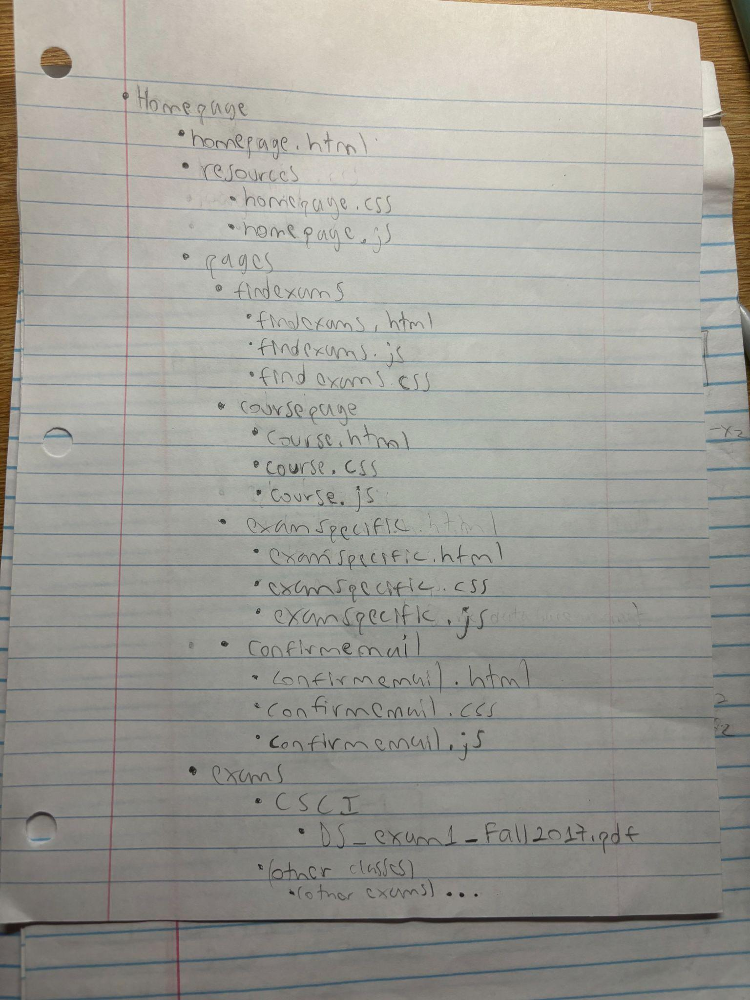 • Homepage
• homepage.html
• resources
• homepage.css
• homepage.js
• pages
• findexams
• findexams.html
• findexams.js
• findexams.css
• coursepage
• course.html
• course.css
• course.js
• examspecific
• examspecific.html
• examspecific.css
• examspecific.js
• confirmemail
• confirmemail.html
• confirmemail.css
• confirmemail.js
• exams
• CSCI
• DS_exam1_Fall2017.pdf
• (other classes)
• (other exams) ...
-x2
2